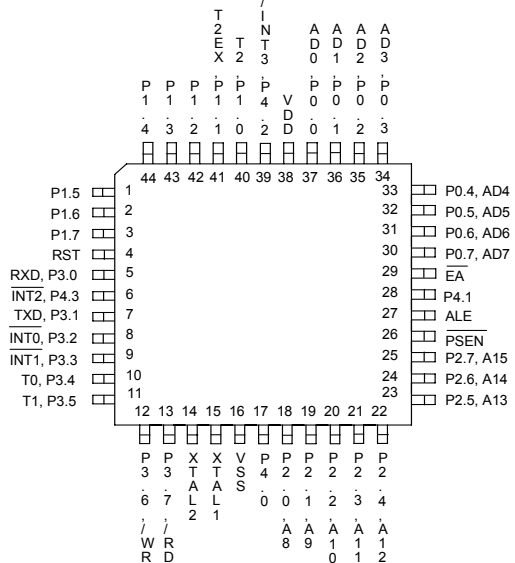 /INT3,P4.2
T2EX,P1.1
T2,P1.0
AD0,P0.0
AD1,P0.1
AD2,P0.2
AD3,P0.3
P1.4
P1.3
P1.2
VDD
44 43 42 41 40 39 38 37 36 35 34
P1.5 1
P1.6 2
P1.7 3
RST 4
RXD, P3.0 5
INT2, P4.3 6
TXD, P3.1 7
INT0, P3.2 8
INT1, P3.3 9
T0, P3.4 10
T1, P3.5 11
33 P0.4, AD4
32 P0.5, AD5
31 P0.6, AD6
30 P0.7, AD7
29 EA
28 P4.1
27 ALE
26 PSEN
25 P2.7, A15
24 P2.6, A14
23 P2.5, A13
12 13 14 15 16 17 18 19 20 21 22
P3.6,/WR
P3.7,/RD
XTAL2
XTAL1
VSS
P4.0
P2.0,A8
P2.1,A9
P2.2,A10
P2.3,A11
P2.4,A12